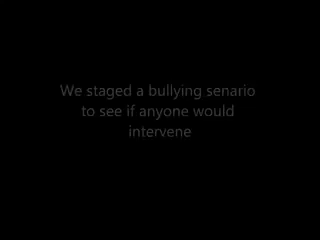 We staged a bullying senario
to see if anyone would
intervene